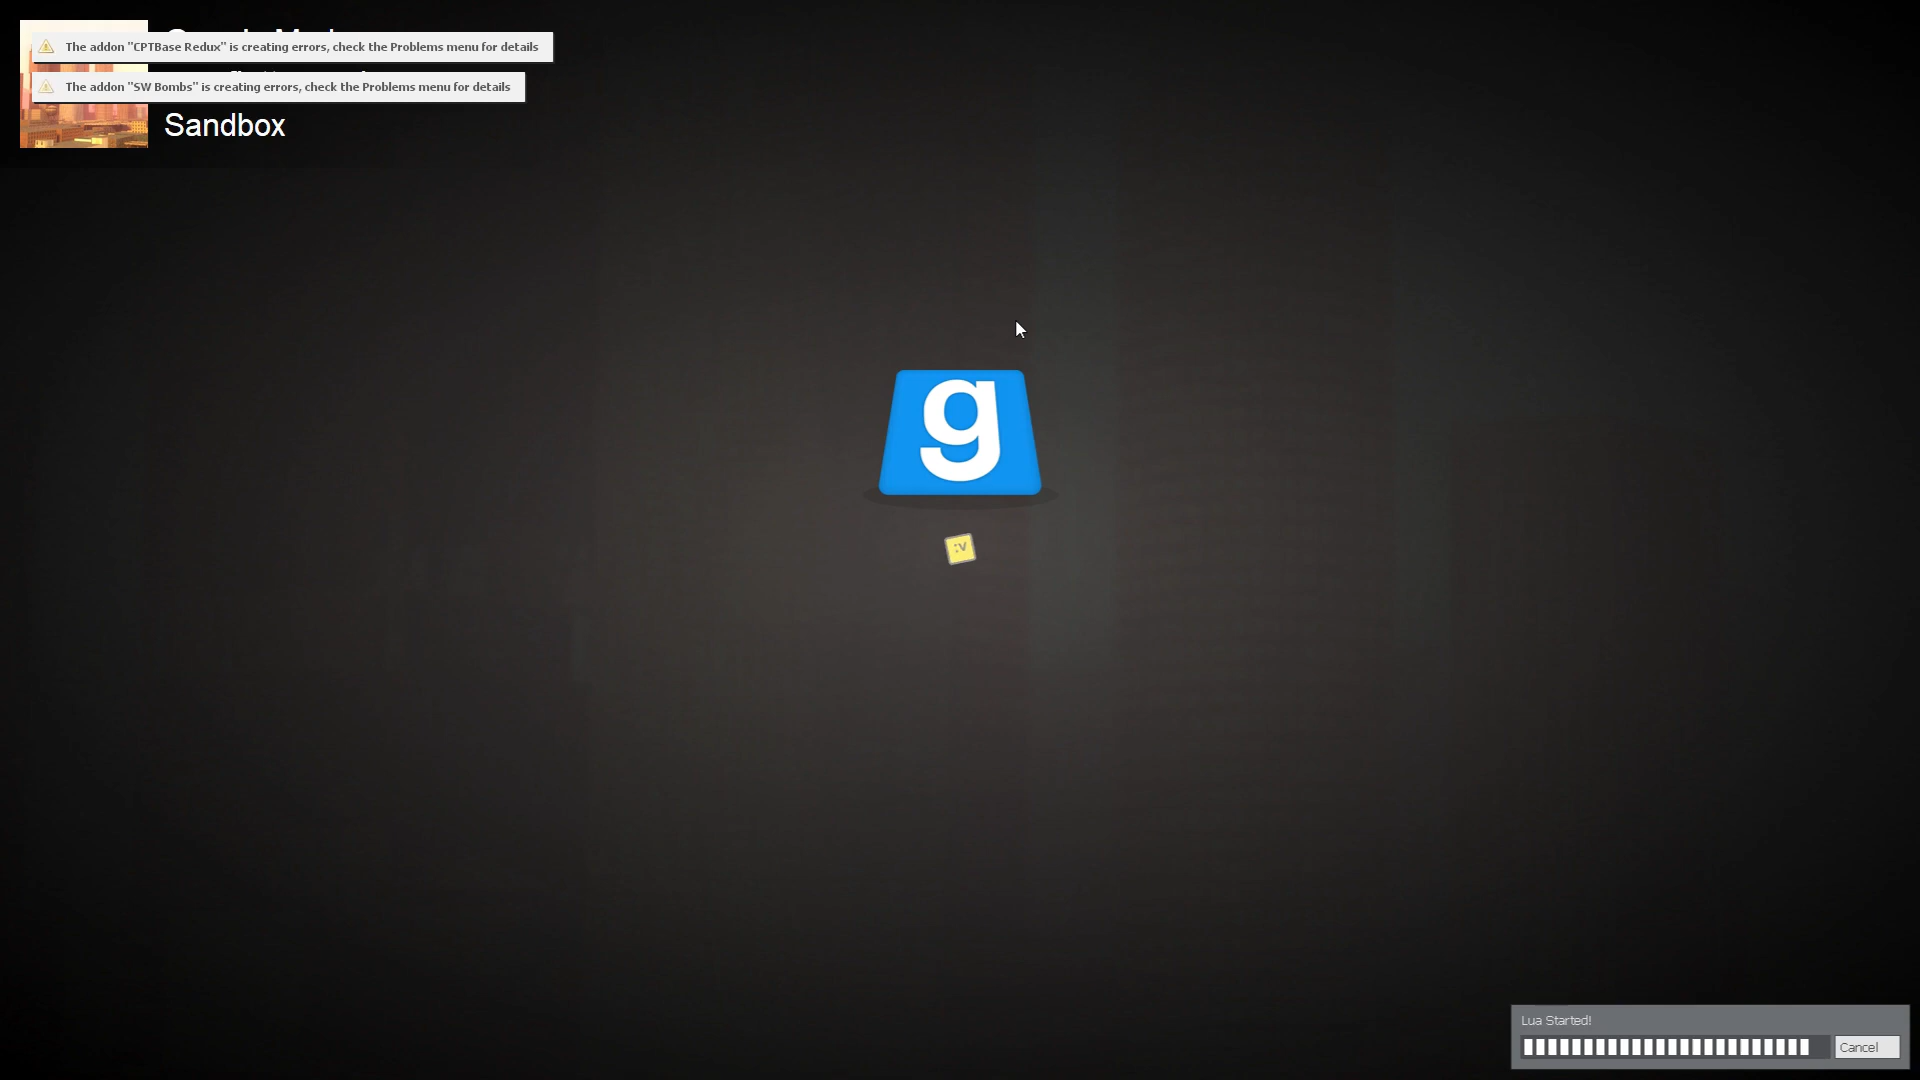 The addon "CPTBase Redux" is creating errors, check the Problems menu for details
The addon "SW Bombs" is creating errors, check the Problems menu for details
Sandbox
g
:v
Lua Started!
Cancel